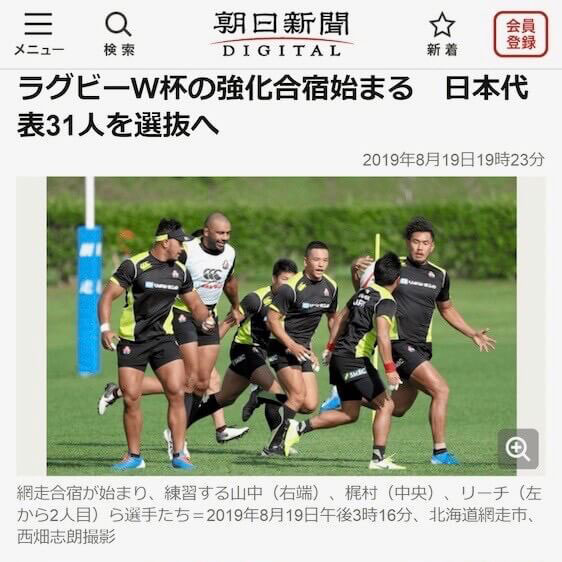 朝日新聞
DIGITAL
メニュー
検索
新着
会員
登録
ラグビーW杯の強化合宿始まる　日本代
表31人を選抜へ
2019年8月19日19時23分
網走合宿が始まり、練習する山中（右端）、梶村（中央）、リーチ（左
から2人目）ら選手たち＝2019年8月19日午後3時16分、北海道網走市、
西畑志朗撮影